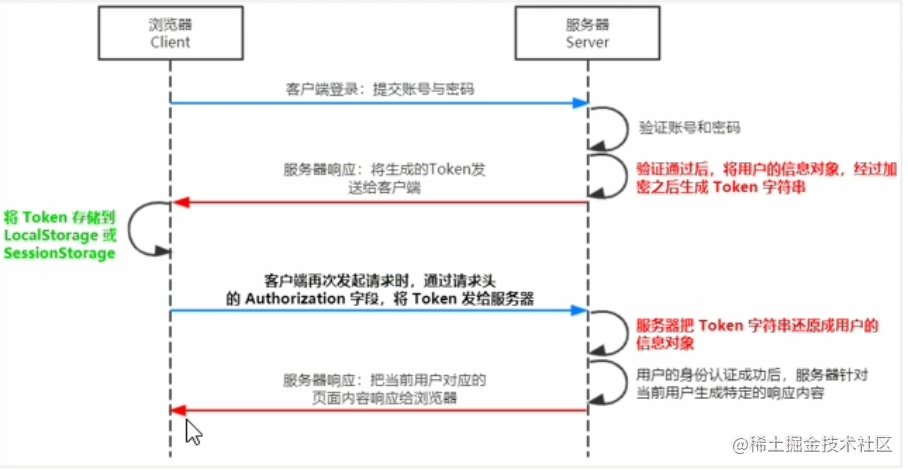 浏览器
Client
服务器
Server
客户端登录：提交账号与密码
验证账号和密码
服务器响应：将生成的Token发
送给客户端
验证通过后，将用户的信息对象，经过加
密之后生成 Token 字符串
将 Token 存储到
LocalStorage 或
SessionStorage
客户端再次发起请求时，通过请求头
的 Authorization 字段，将 Token 发给服务器
服务器把 Token 字符串还原成用户的
信息对象
服务器响应：把当前用户对应的
页面内容响应给浏览器
用户的身份认证成功后，服务器针对
当前用户生成特定的响应内容
@稀土掘金技术社区